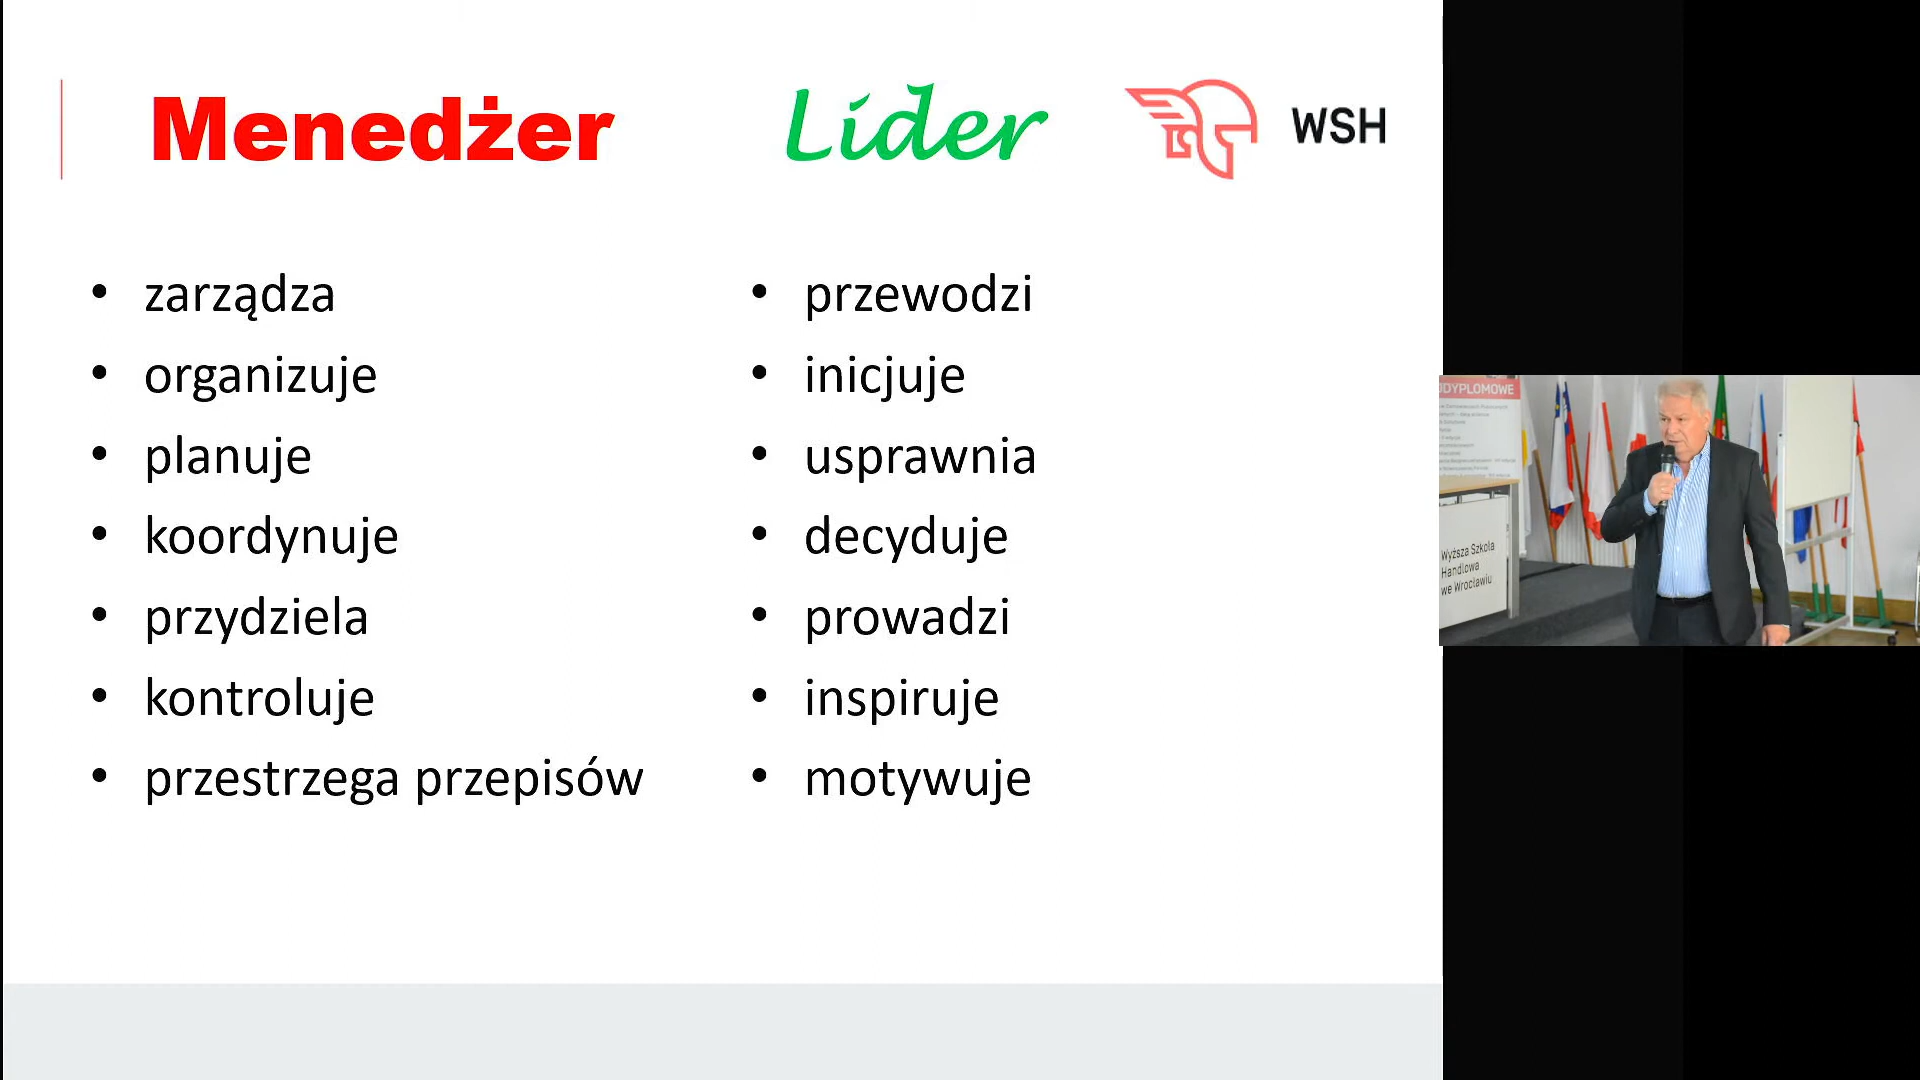 Menedżer
Lider
WSH
• zarządza
• organizuje
• planuje
• koordynuje
• przydziela
• kontroluje
• przestrzega przepisów
• przewodzi
• inicjuje
• usprawnia
• decyduje
• prowadzi
• inspiruje
• motywuje
DYPLOMOWE
Wyższa Szkoła
Handlowa
we Wrocławiu